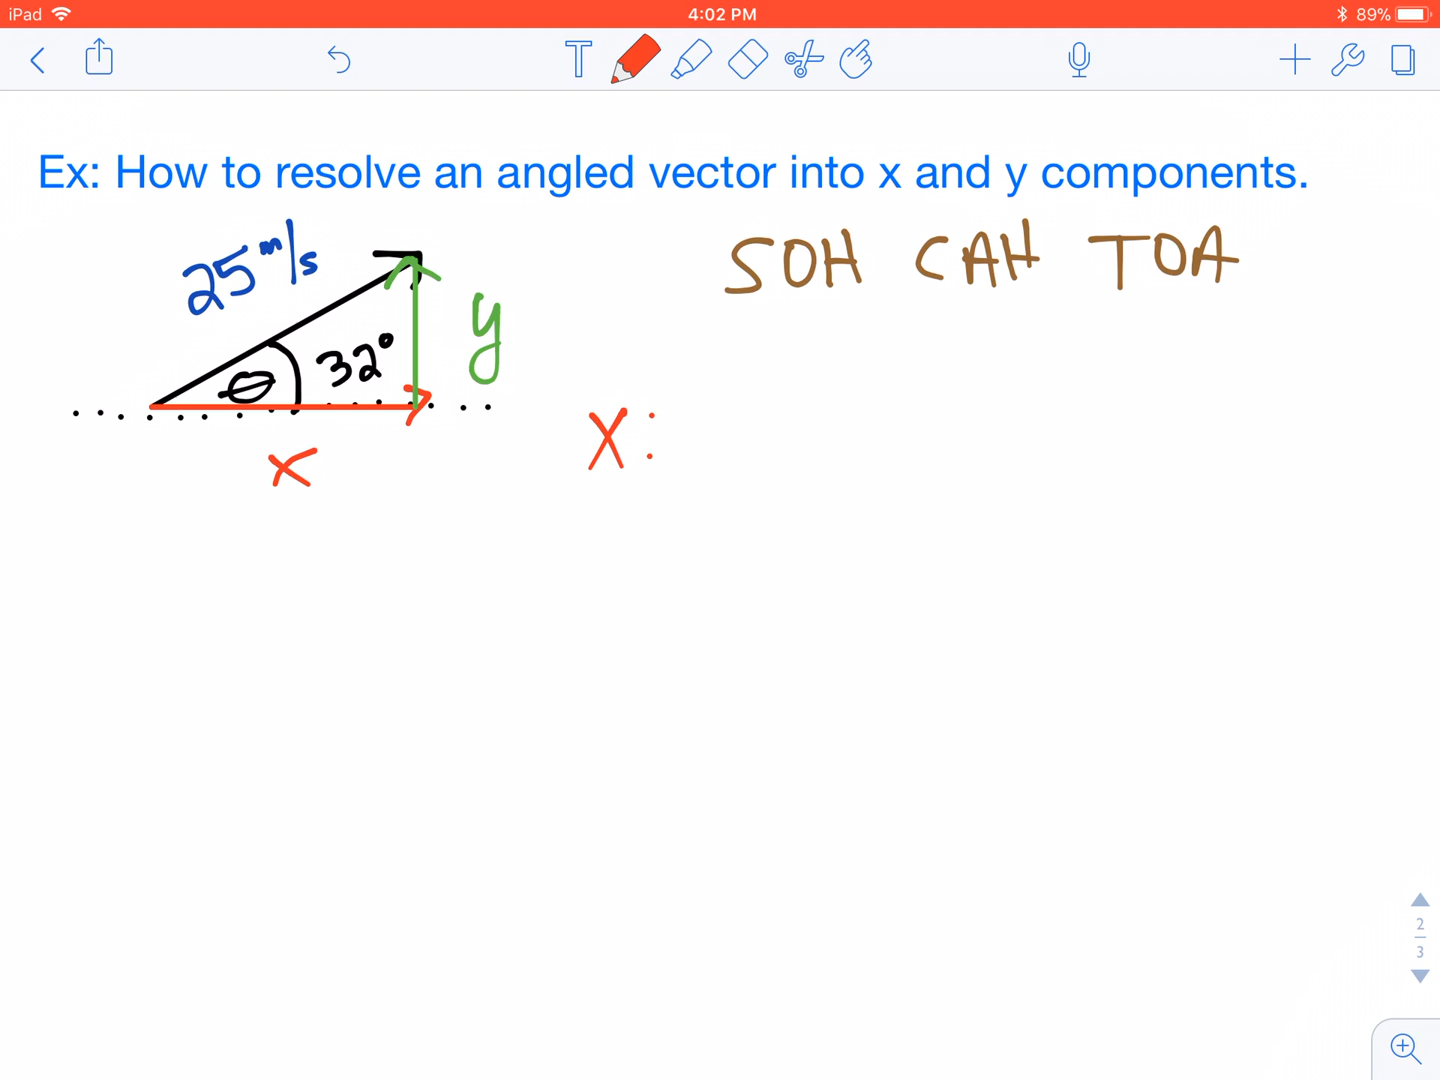 iPad 4:02 PM 89%
T
Ex: How to resolve an angled vector into x and y components.
25 m/s SOH CAH TOA
y
θ 32°
x X:
2
3